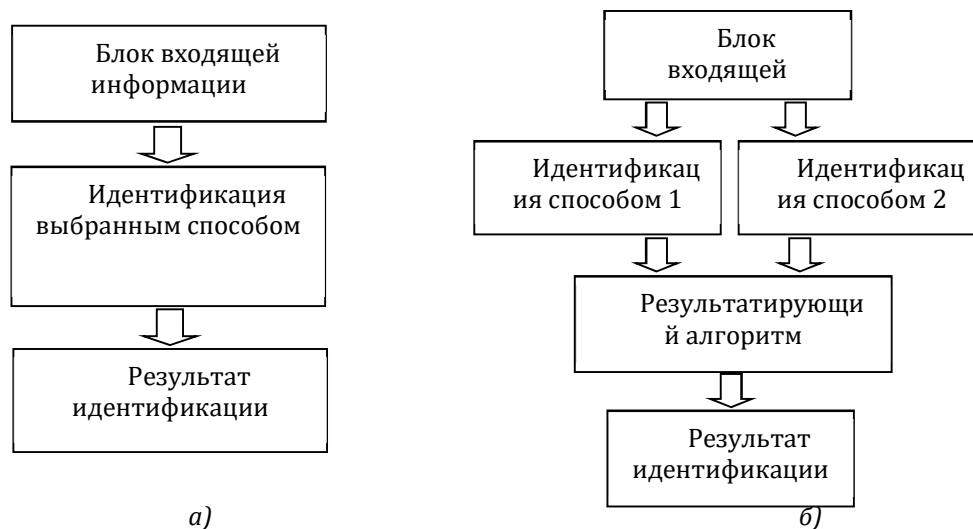 Блок входящей
информации
Идентификация
выбранным способом
Результат
идентификации
а)
Блок
входящей
Идентификац
ия способом 1
Идентификац
ия способом 2
Результатирующи
й алгоритм
Результат
идентификации
б)